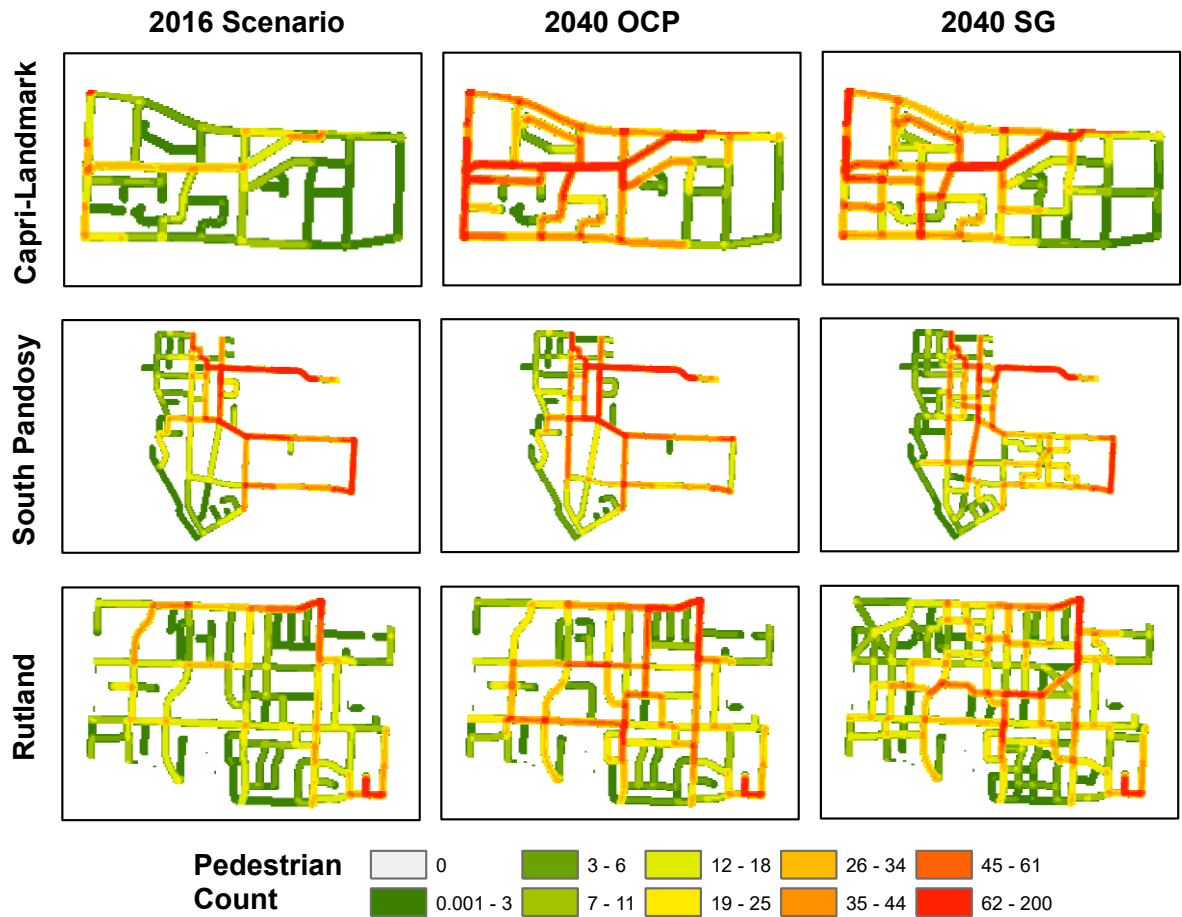 2016 Scenario 2040 OCP 2040 SG
Capri-Landmark
South Pandosy
Rutland
Pedestrian Count
0 3 - 6 12 - 18 26 - 34 45 - 61
0.001 - 3 7 - 11 19 - 25 35 - 44 62 - 200